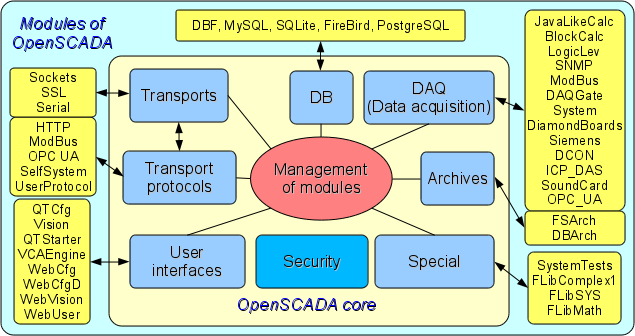 Modules of
OpenSCADA
DBF, MySQL, SQLite, FireBird, PostgreSQL
Sockets
SSL
Serial
HTTP
ModBus
OPC UA
SelfSystem
UserProtocol
QTCfg
Vision
QTStarter
VCAEngine
WebCfg
WebCfgD
WebVision
WebUser
Transports
DB
DAQ
(Data acquisition)
Transport
protocols
Management
of modules
Archives
User
interfaces
Security
Special
OpenSCADA core
JavaLikeCalc
BlockCalc
LogicLev
SNMP
ModBus
DAQGate
System
DiamondBoards
Siemens
DCON
ICP_DAS
SoundCard
OPC_UA
FSArch
DBArch
SystemTests
FLibComplex1
FLibSYS
FLibMath